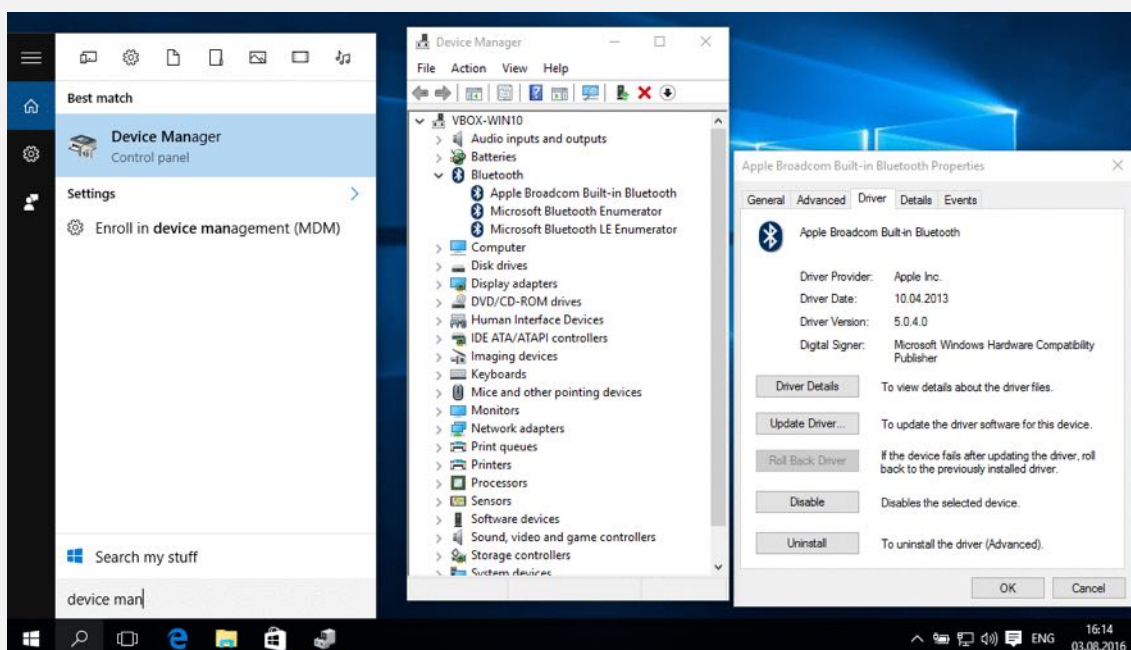 Best match
Device Manager
Control panel
Settings
Enroll in device management (MDM)
Search my stuff
device man
Device Manager
File Action View Help
VBOX-WIN10
Audio inputs and outputs
Batteries
Bluetooth
Apple Broadcom Built-in Bluetooth
Microsoft Bluetooth Enumerator
Microsoft Bluetooth LE Enumerator
Computer
Disk drives
Display adapters
DVD/CD-ROM drives
Human Interface Devices
IDE ATA/ATAPI controllers
Imaging devices
Keyboards
Mice and other pointing devices
Monitors
Network adapters
Print queues
Printers
Processors
Sensors
Software devices
Sound, video and game controllers
Storage controllers
System devices
Apple Broadcom Built-in Bluetooth Properties
General Advanced Driver Details Events
Apple Broadcom Built-in Bluetooth
Driver Provider: Apple Inc.
Driver Date: 10.04.2013
Driver Version: 5.0.4.0
Digital Signer: Microsoft Windows Hardware Compatibility
Publisher
Driver Details To view details about the driver files.
Update Driver... To update the driver software for this device.
Roll Back Driver If the device fails after updating the driver, roll
back to the previously installed driver.
Disable Disables the selected device.
Uninstall To uninstall the driver (Advanced).
OK Cancel
ENG 16:14
03.08.2016